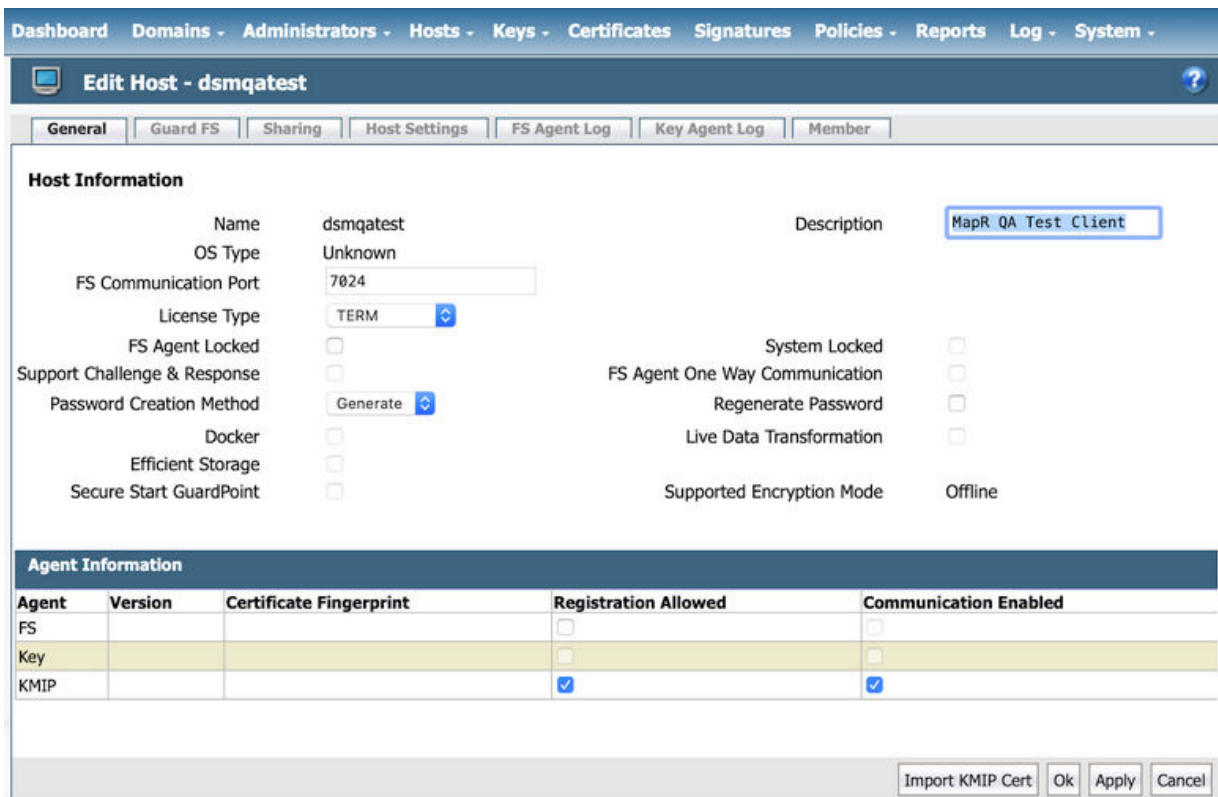 Dashboard Domains Administrators Hosts Keys Certificates Signatures Policies Reports Log System
Edit Host - dsmqatest ?
General Guard FS Sharing Host Settings FS Agent Log Key Agent Log Member
Host Information
Name dsmqatest Description MapR QA Test Client
OS Type Unknown
FS Communication Port 7024
License Type TERM
FS Agent Locked System Locked
Support Challenge & Response FS Agent One Way Communication
Password Creation Method Generate Regenerate Password
Docker Live Data Transformation
Efficient Storage
Secure Start GuardPoint Supported Encryption Mode Offline
Agent Information
Agent Version Certificate Fingerprint Registration Allowed Communication Enabled
FS
Key
KMIP
Import KMIP Cert Ok Apply Cancel